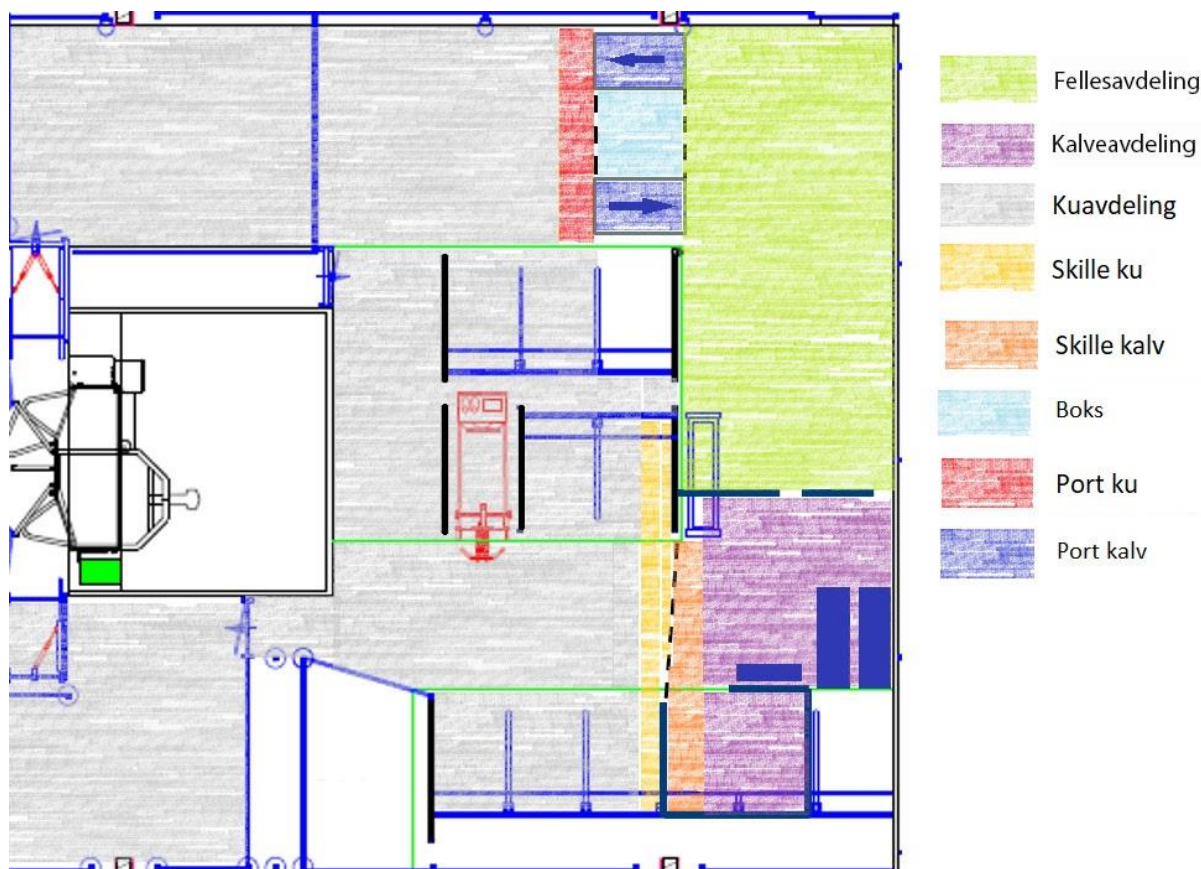 Fellesavdeling
Kalveavdeling
Kuavdeling
Skille ku
Skille kalv
Boks
Port ku
Port kalv